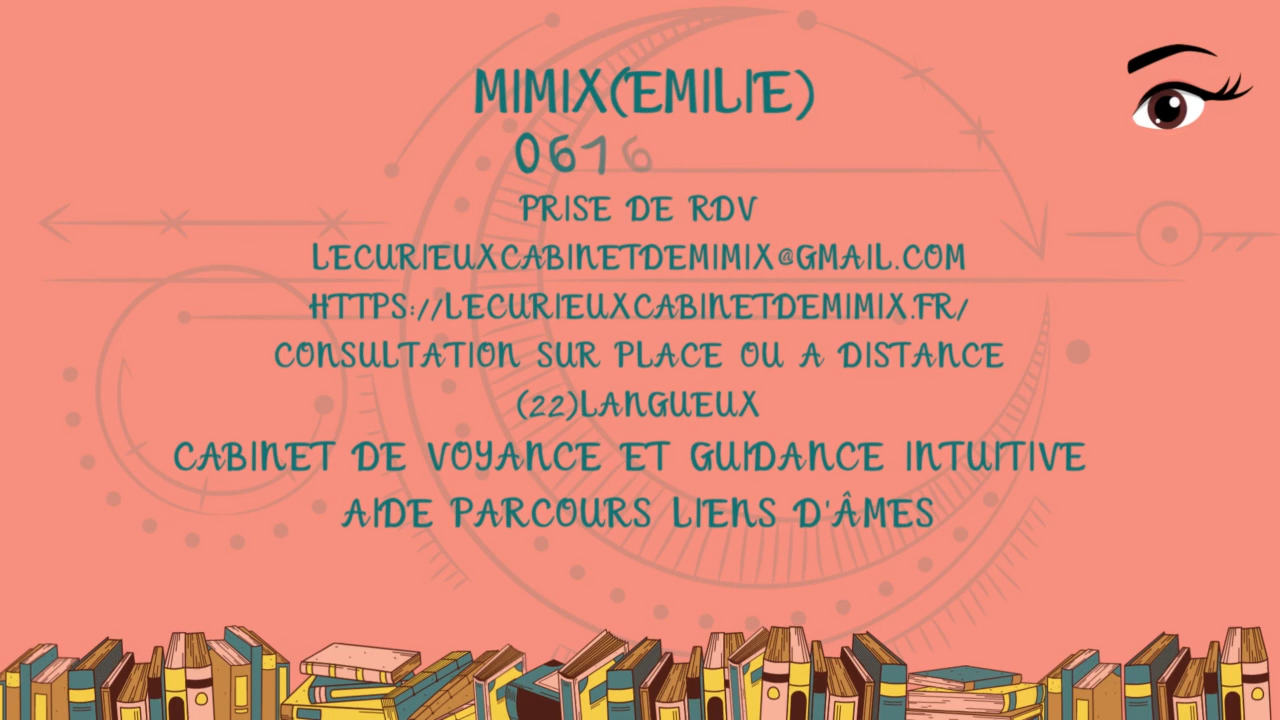 MIMIX(EMILIE)
0676
PRISE DE RDV
LECURIEUXCABINETDEMIMIX@GMAIL.COM
HTTPS://LECURIEUXCABINETDEMIMIX.FR/
CONSULTATION SUR PLACE OU A DISTANCE
(22)LANGUEUX
CABINET DE VOYANCE ET GUIDANCE INTUITIVE
AIDE PARCOURS LIENS D'ÂMES